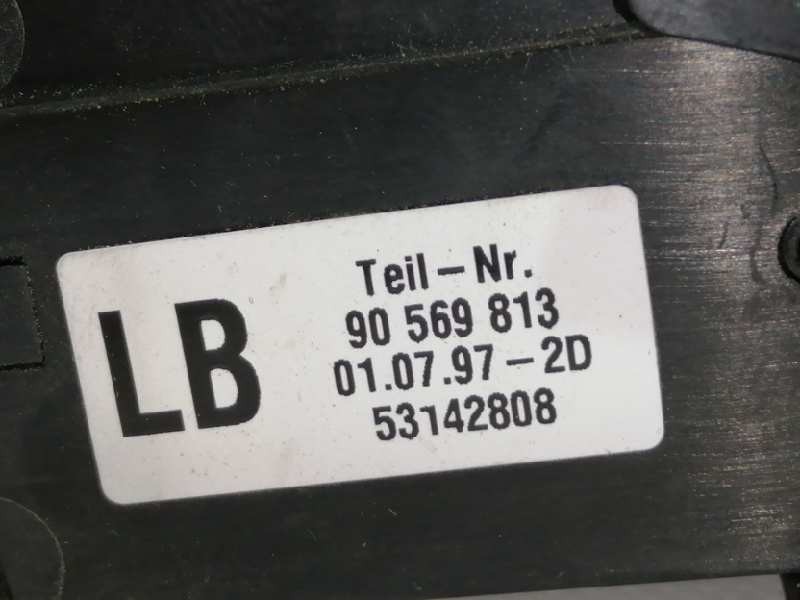 LB
Teil-Nr.
90 569 813
01.07.97-2D
53142808